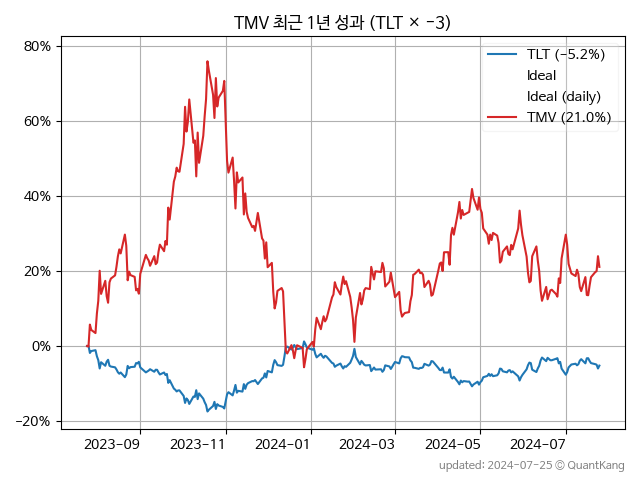 TMV 최근 1년 성과 (TLT × −3)
80%
60%
40%
20%
0%
−20%
TLT (−5.2%)
Ideal
Ideal (daily)
TMV (21.0%)
2023−09
2023−11
2024−01
2024−03
2024−05
2024−07
updated: 2024-07-25 ⓒ QuantKang